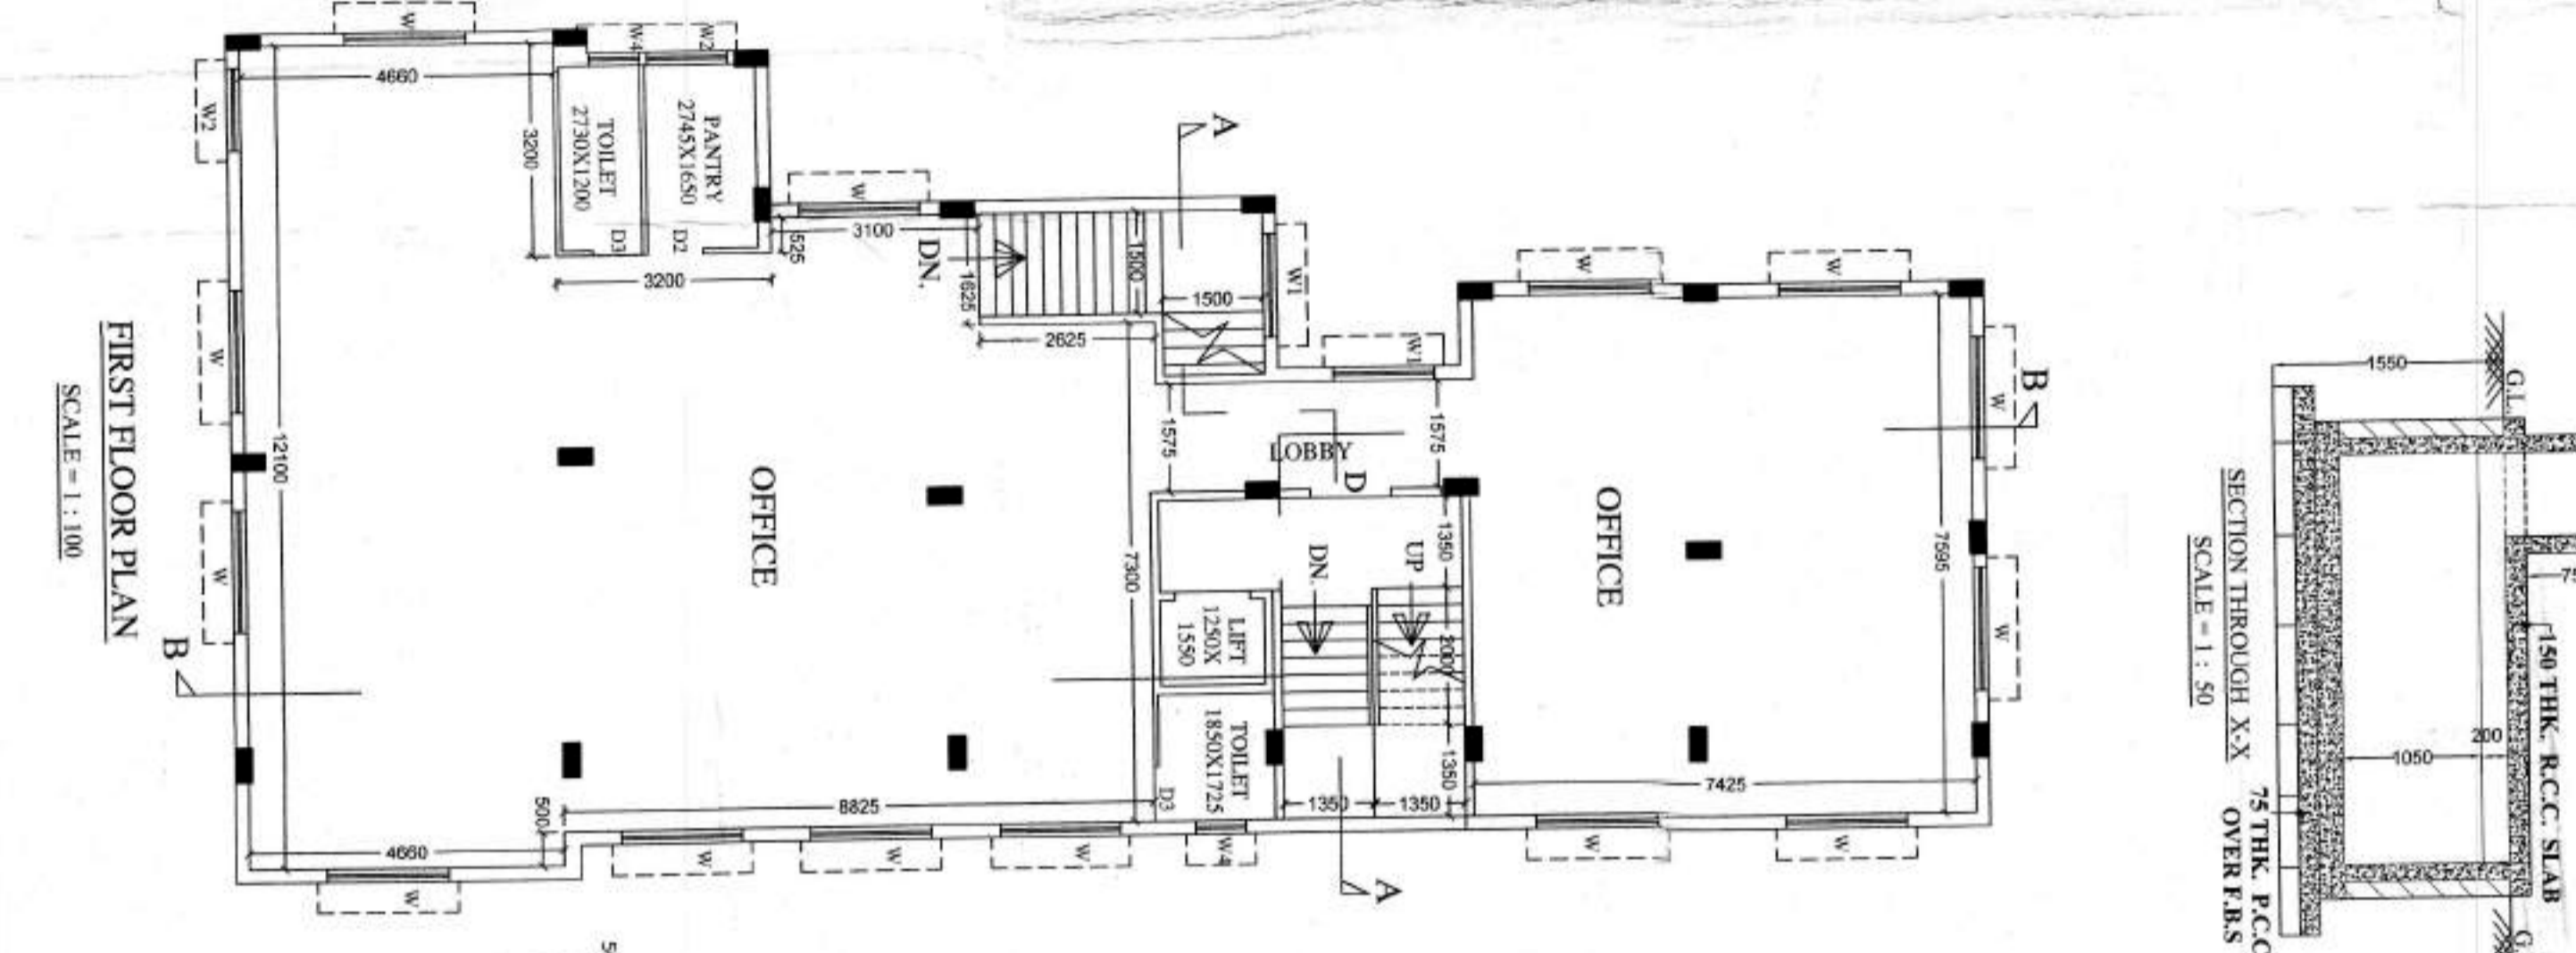 FIRST FLOOR PLAN
SCALE = 1 : 100
W
W4
W2
4660
W2
3200
TOILET
2730X1200
PANTRY
2745X1650
D3
D2
3200
W
3100
525
DN.
1625
1500
1500
2625
W1
W1
A
1575
1575
LOBBY
D
OFFICE
12100
W
W
7300
1350
DN.
UP
2000
LIFT
1250X
1550
TOILET
1850X1725
D3
1350
1350
1350
8825
500
4660
W
W
W
W
W4
A
B
W
W
B
W
W
OFFICE
7595
7425
W
W
SECTION THROUGH X-X
SCALE = 1 : 50
1550
G.L.
1050
200
150 THK. R.C.C. SLAB
75 THK. P.C.C
OVER F.B.S